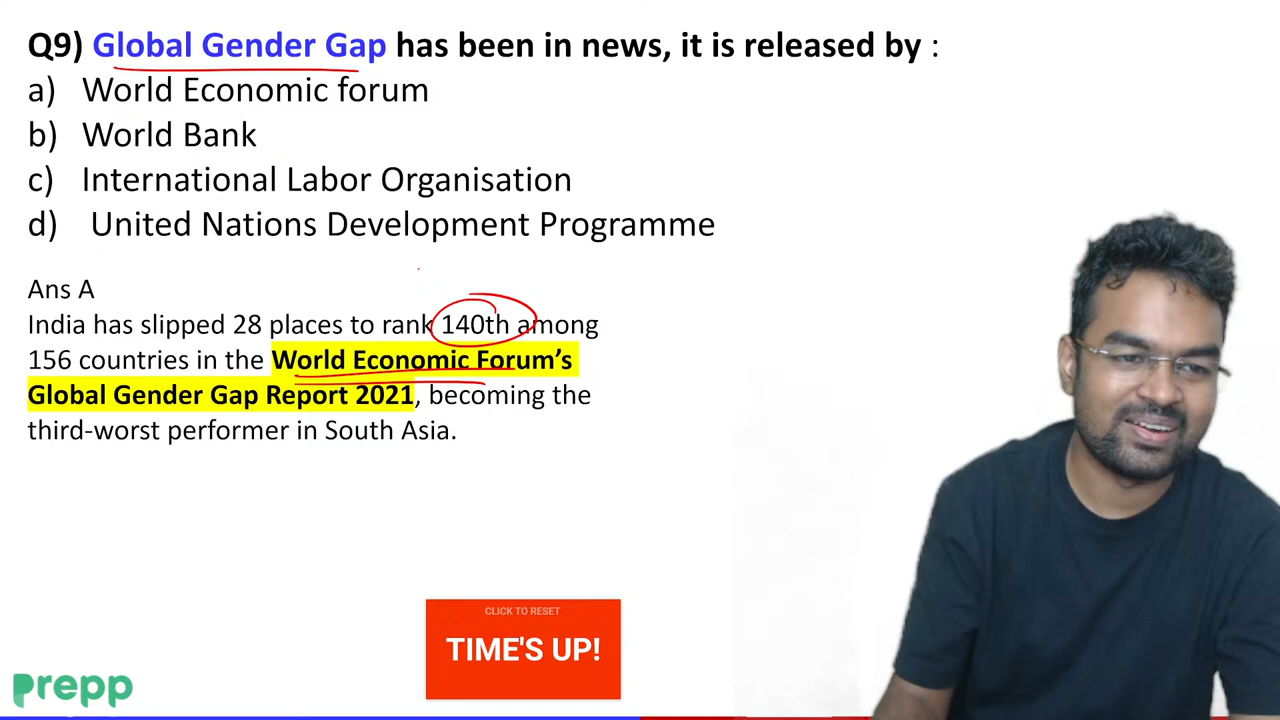 Q9) Global Gender Gap has been in news, it is released by :
a) World Economic forum
b) World Bank
c) International Labor Organisation
d) United Nations Development Programme
Ans A
India has slipped 28 places to rank 140th among
156 countries in the World Economic Forum's
Global Gender Gap Report 2021, becoming the
third-worst performer in South Asia.
CLICK TO RESET
TIME'S UP!
prepp